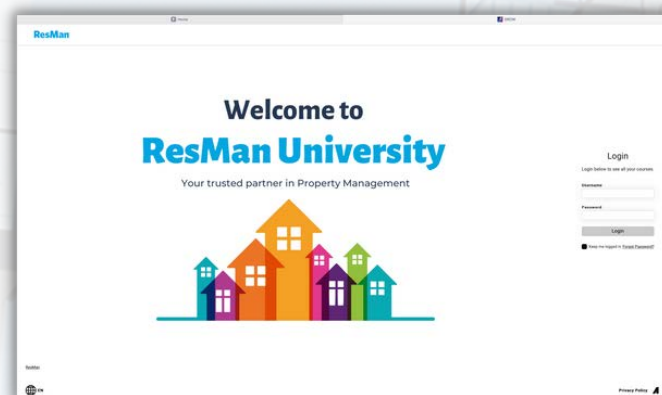 ResMan
Welcome to
ResMan University
Your trusted partner in Property Management
Login
Login below to see all your courses.
Username
Password
Login
Keep me logged in Forgot Password?
Privacy Policy